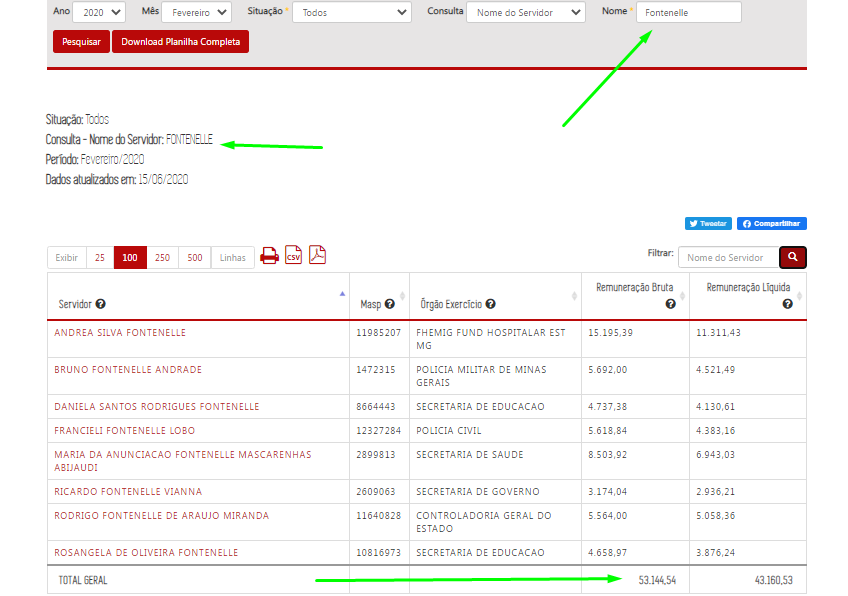 Ano 2020 Mês Fevereiro Situação * Todos Consulta Nome do Servidor Nome * Fontenelle
Pesquisar Download Planilha Completa
Situação: Todos
Consulta - Nome do Servidor: FONTENELLE
Período: Fevereiro/2020
Dados atualizados em: 15/06/2020
Tweetar Compartilhar
Exibir 25 100 250 500 Linhas CSV Filtrar: Nome do Servidor
Servidor ? Masp ? Órgão Exercício ? Remuneração Bruta ? Remuneração Líquida ?
ANDREA SILVA FONTENELLE 11985207 FHEMIG FUND HOSPITALAR EST 15.195,39 11.311,43
MG
BRUNO FONTENELLE ANDRADE 1472315 POLICIA MILITAR DE MINAS 5.692,00 4.521,49
GERAIS
DANIELA SANTOS RODRIGUES FONTENELLE 8664443 SECRETARIA DE EDUCACAO 4.737,38 4.130,61
FRANCIELI FONTENELLE LOBO 12327284 POLICIA CIVIL 5.618,84 4.383,16
MARIA DA ANUNCIACAO FONTENELLE MASCARENHAS 2899813 SECRETARIA DE SAUDE 8.503,92 6.943,03
ABIJAUDI
RICARDO FONTENELLE VIANNA 2609063 SECRETARIA DE GOVERNO 3.174,04 2.936,21
RODRIGO FONTENELLE DE ARAUJO MIRANDA 11640828 CONTROLADORIA GERAL DO 5.564,00 5.058,36
ESTADO
ROSANGELA DE OLIVEIRA FONTENELLE 10816973 SECRETARIA DE EDUCACAO 4.658,97 3.876,24
TOTAL GERAL 53.144,54 43.160,53